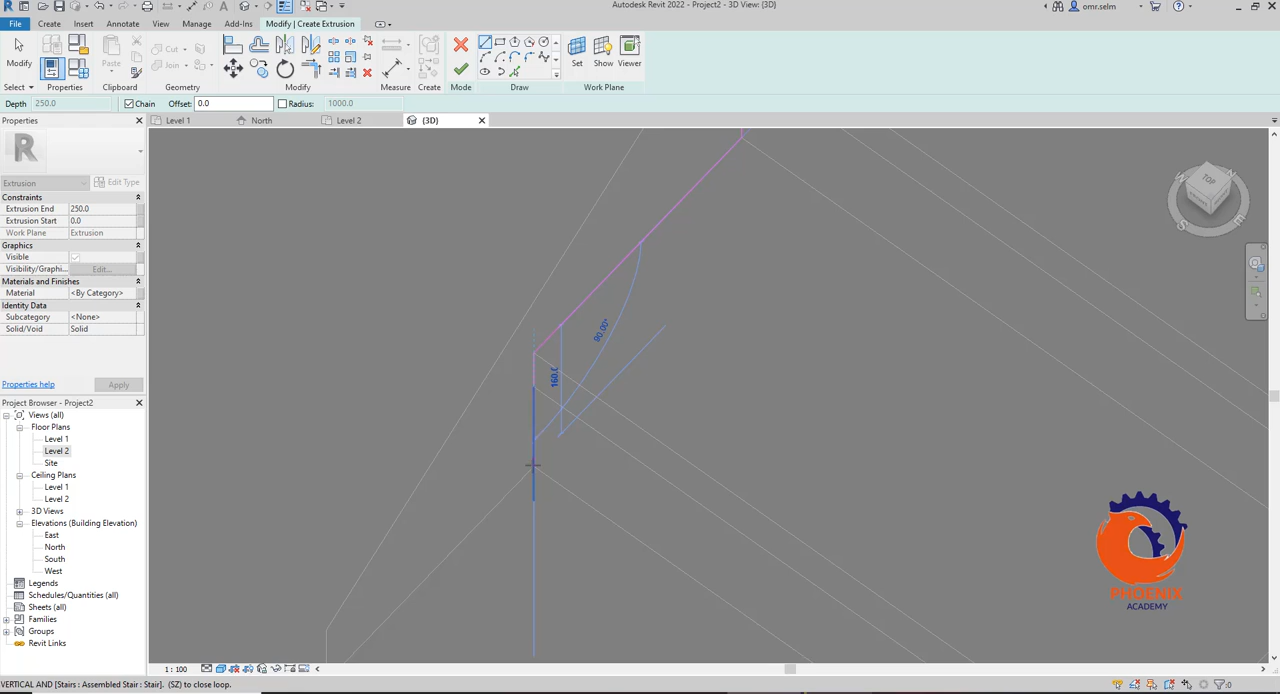 Autodesk Revit 2022 - Project2 - 3D View: {3D}
omr.selm
File Create Insert Annotate View Manage Add-Ins Modify | Create Extrusion
Modify
Paste
Cut
Join
Set Show Viewer
Select Properties Clipboard Geometry Modify Measure Create Mode Draw Work Plane
Depth 250.0 Chain Offset: 0.0 Radius: 1000.0
Properties
Level 1 North Level 2 {3D}
Extrusion Edit Type
Constraints
Extrusion End 250.0
Extrusion Start 0.0
Work Plane Extrusion
Graphics
Visible
Visibility/Graphi... Edit...
Materials and Finishes
Material <By Category>
Identity Data
Subcategory <None>
Solid/Void Solid
Properties help Apply
Project Browser - Project2
Views (all)
Floor Plans
Level 1
Level 2
Site
Ceiling Plans
Level 1
Level 2
3D Views
Elevations (Building Elevation)
East
North
South
West
Legends
Schedules/Quantities (all)
Sheets (all)
Families
Groups
Revit Links
90.00°
160.0
TOP
W N
S E
PHOENIX
ACADEMY
1 : 100
VERTICAL AND [Stairs : Assembled Stair : Stair]. (SZ) to close loop.
:0